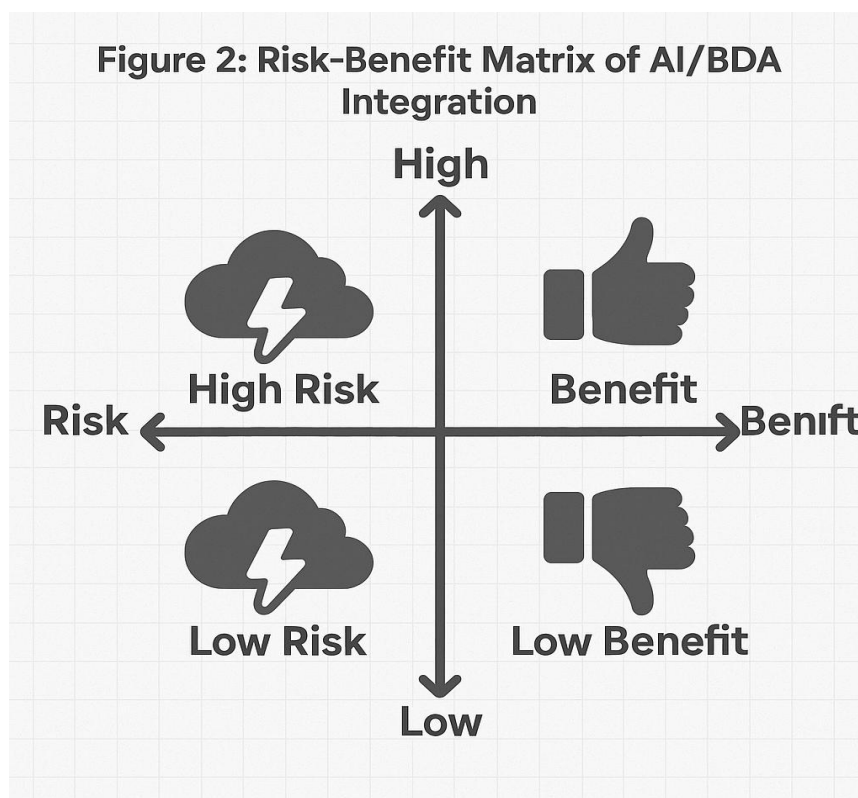 Figure 2: Risk-Benefit Matrix of AI/BDA
Integration
High
High Risk
Benefit
Risk
Benıft
Low Risk
Low Benefit
Low